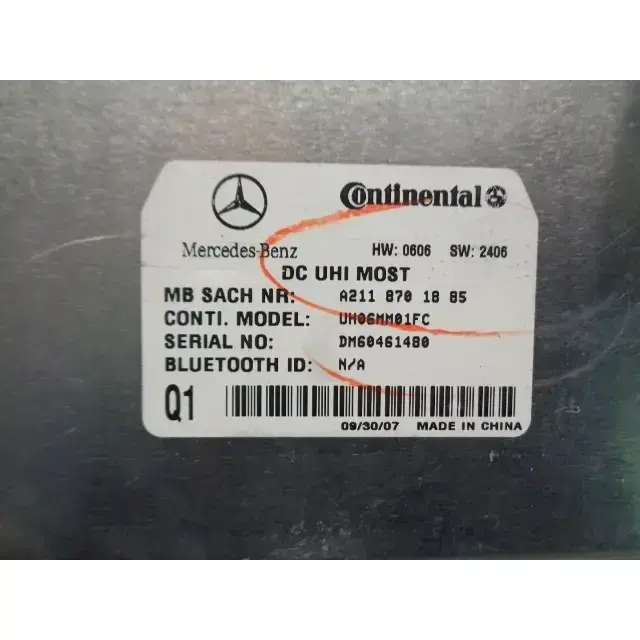 Continental
Mercedes-Benz
HW: 0606 SW: 2406
DC UHI MOST
MB SACH NR: A211 870 18 85
CONTI. MODEL: UH06MM01FC
SERIAL NO: DM60461480
BLUETOOTH ID: N/A
Q1
09/30/07 MADE IN CHINA